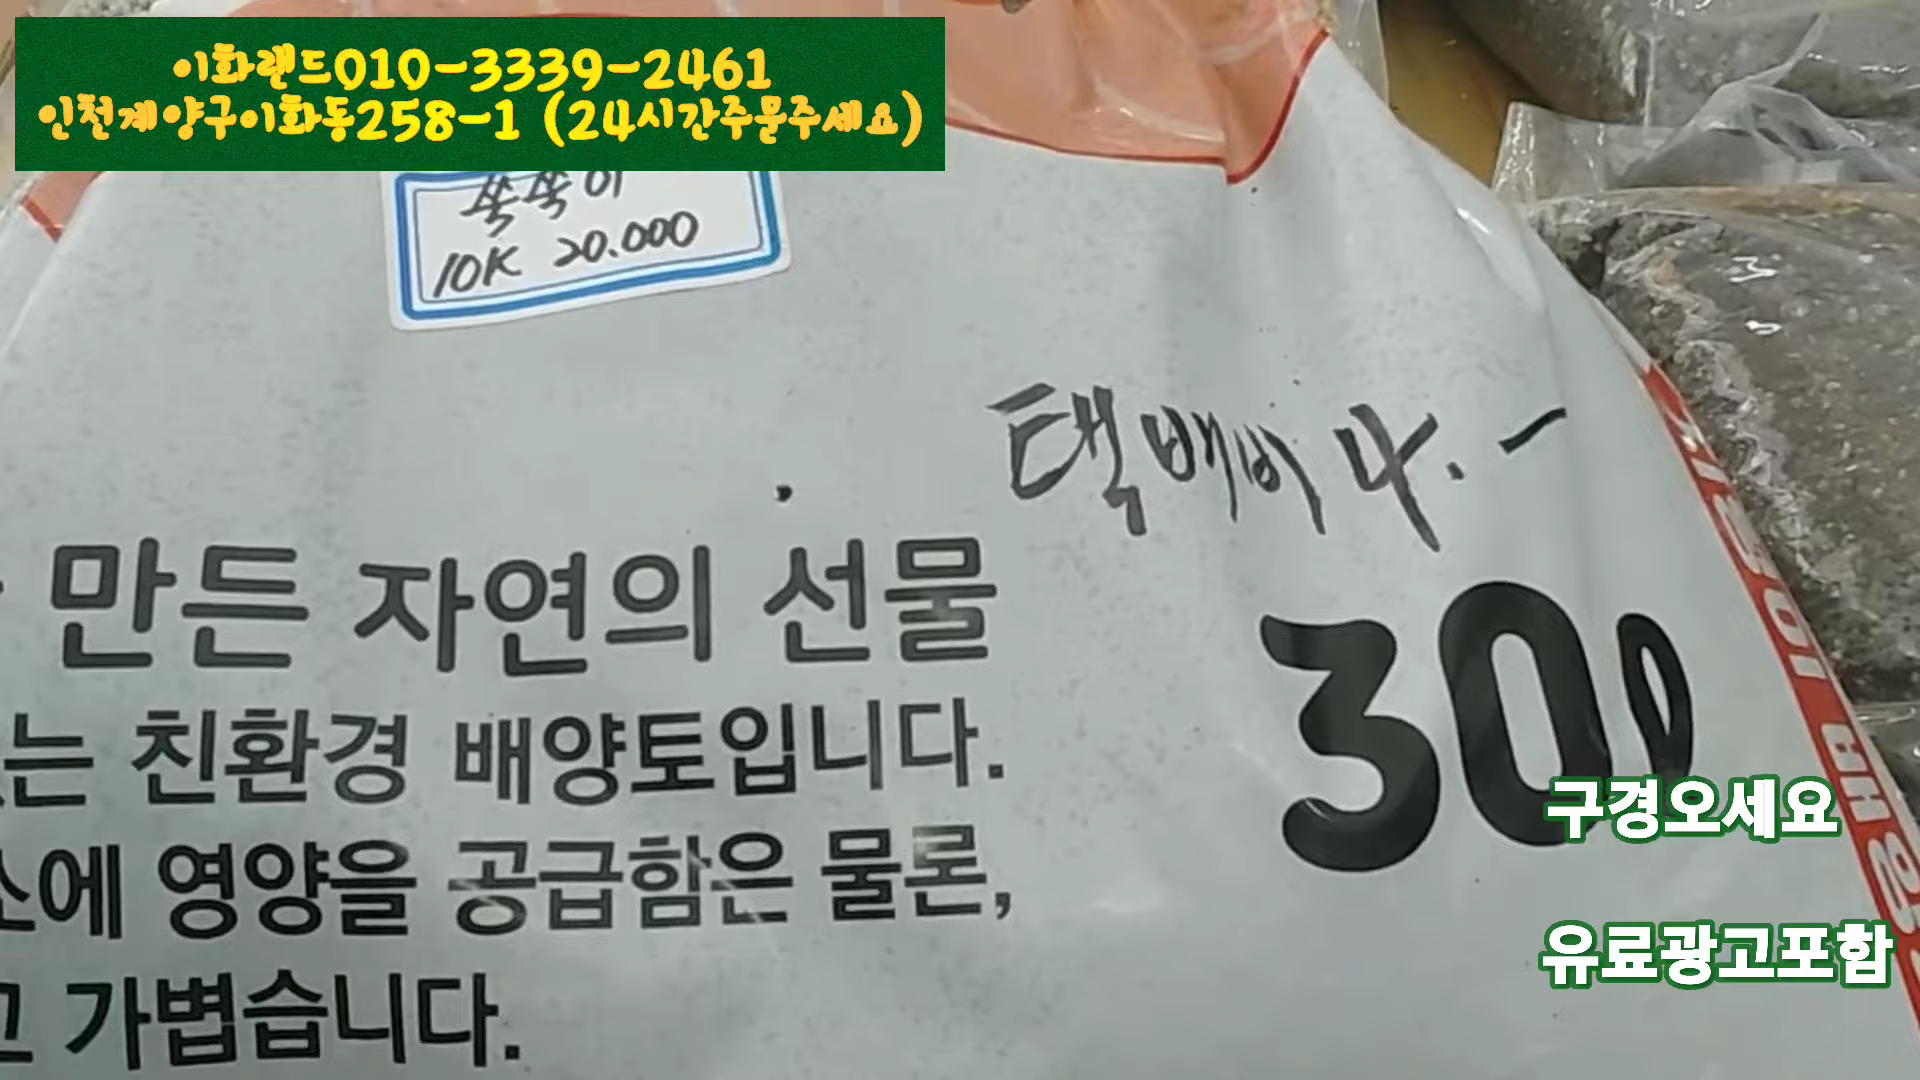 이화랜드010-3339-2461
인천계양구이화동258-1 (24시간주문주세요)
쑥쑥이
10K 20.000
택배비 4.-
만든 자연의 선물
30ℓ
는 친환경 배양토입니다.
구경오세요
소에 영양을 공급함은 물론,
유료광고포함
고 가볍습니다.